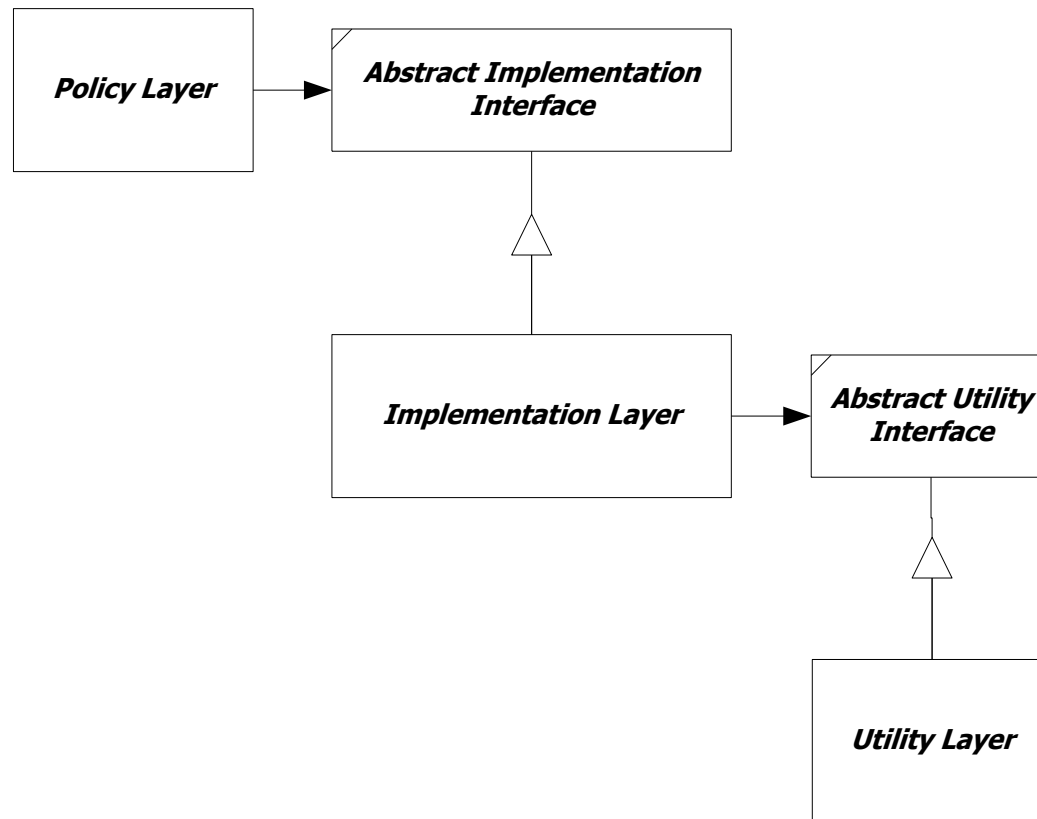 Policy Layer
Abstract Implementation
Interface
Implementation Layer
Abstract Utility
Interface
Utility Layer